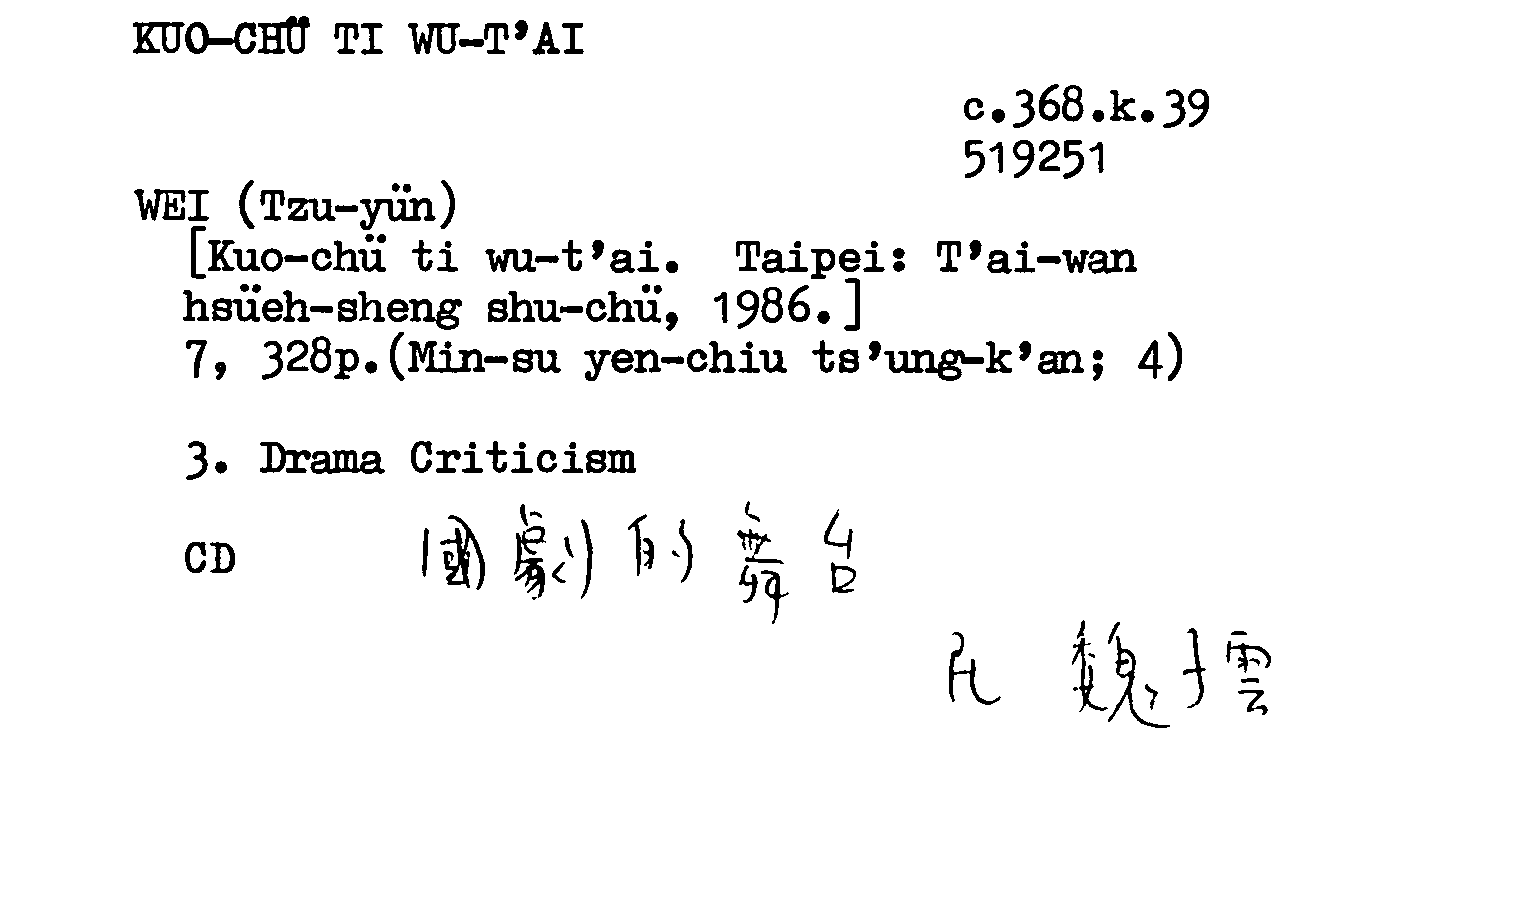 KUO-CHÜ TI WU-T'AI
c.368.k.39
519251
WEI (Tzu-yün)
[Kuo-chü ti wu-t'ai. Taipei: T'ai-wan
hsüeh-sheng shu-chü, 1986.]
7, 328p.(Min-su yen-chiu ts'ung-k'an; 4)
3. Drama Criticism
CD 國劇的舞台
民 魏子雲